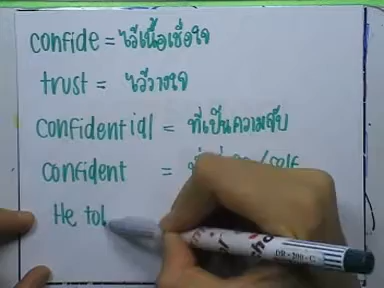 confide = ไว้เนื้อเชื่อใจ
trust = ไว้วางใจ
confidential = ที่เป็นความลับ
confident =
He tol